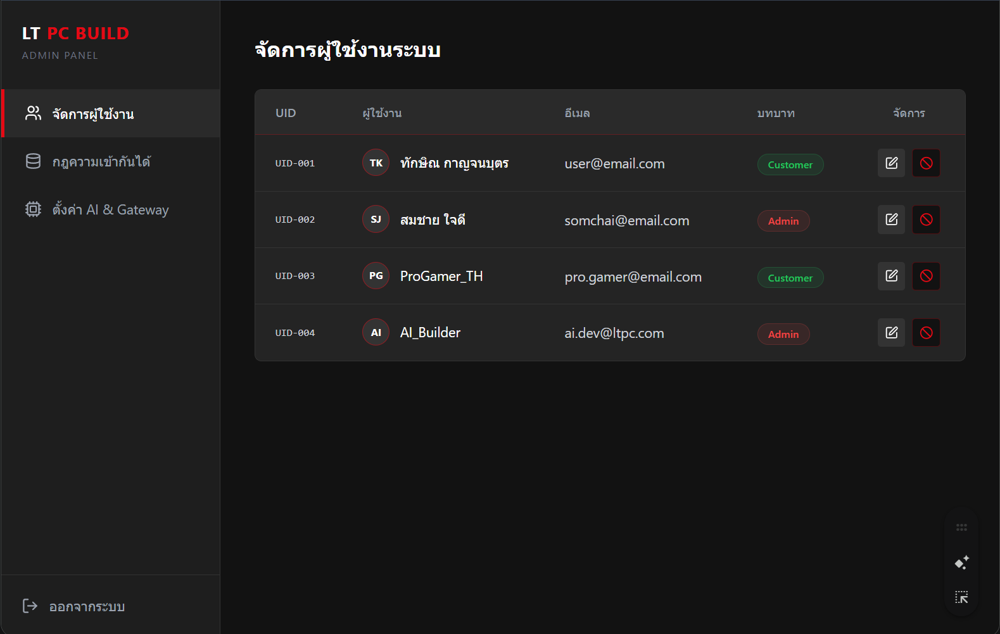 LT PC BUILD
ADMIN PANEL
จัดการผู้ใช้งาน
กฎความเข้ากันได้
ตั้งค่า AI & Gateway
ออกจากระบบ
จัดการผู้ใช้งานระบบ
UID ผู้ใช้งาน อีเมล บทบาท จัดการ
UID-001 TK ทักษิณ กาญจนบุตร user@email.com Customer
UID-002 SJ สมชาย ใจดี somchai@email.com Admin
UID-003 PG ProGamer_TH pro.gamer@email.com Customer
UID-004 AI AI_Builder ai.dev@ltpc.com Admin